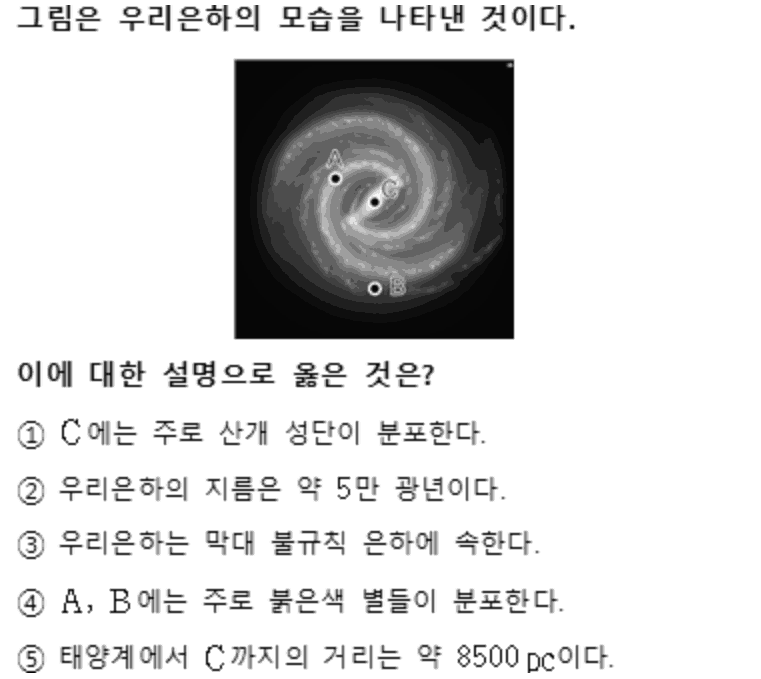 그림은 우리은하의 모습을 나타낸 것이다.
A
C
B
이에 대한 설명으로 옳은 것은?
① C에는 주로 산개 성단이 분포한다.
② 우리은하의 지름은 약 5만 광년이다.
③ 우리은하는 막대 불규칙 은하에 속한다.
④ A, B에는 주로 붉은색 별들이 분포한다.
⑤ 태양계에서 C까지의 거리는 약 8500 pc이다.